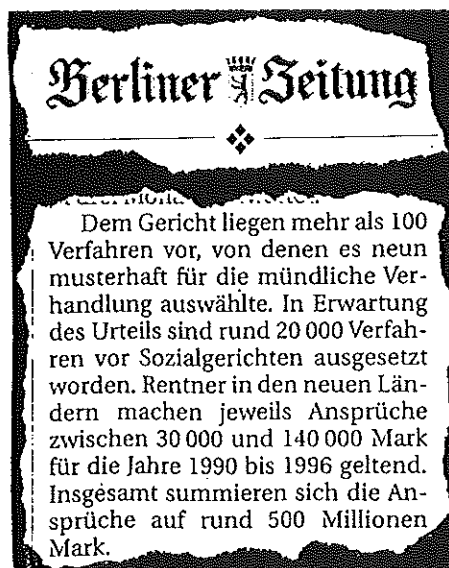 Berliner Zeitung
Dem Gericht liegen mehr als 100
Verfahren vor, von denen es neun
musterhaft für die mündliche Ver-
handlung auswählte. In Erwartung
des Urteils sind rund 20 000 Verfah-
ren vor Sozialgerichten ausgesetzt
worden. Rentner in den neuen Län-
dern machen jeweils Ansprüche
zwischen 30 000 und 140 000 Mark
für die Jahre 1990 bis 1996 geltend.
Insgesamt summieren sich die An-
sprüche auf rund 500 Millionen
Mark.